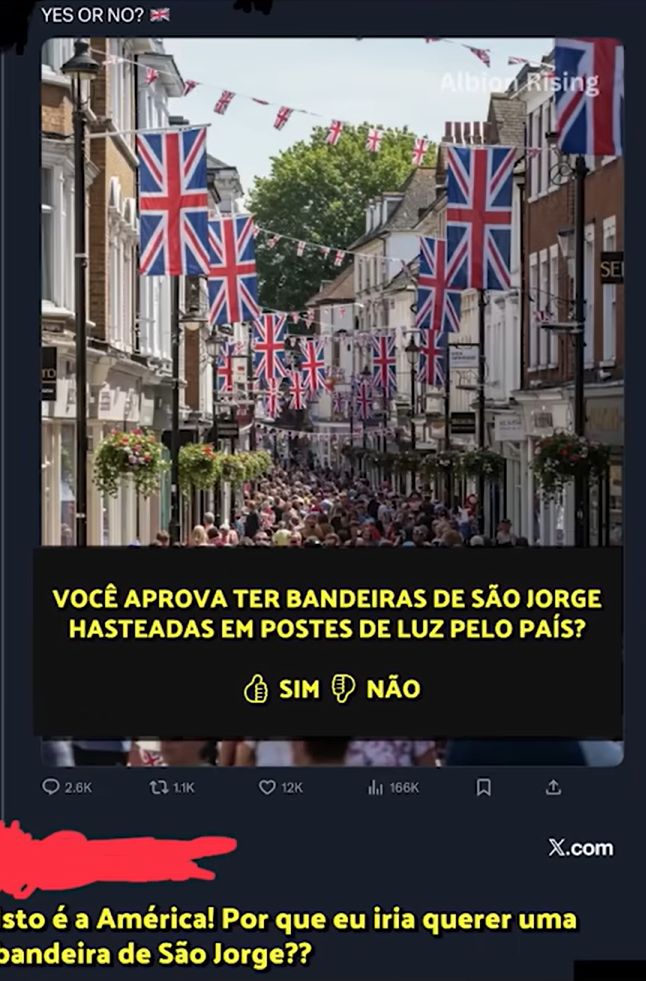 YES OR NO? 🇬🇧
Albion Rising
SE
VOCÊ APROVA TER BANDEIRAS DE SÃO JORGE
HASTEADAS EM POSTES DE LUZ PELO PAÍS?
👍 SIM 👎 NÃO
2.6K 1.1K 12K 166K
X.com
Isto é a América! Por que eu iria querer uma
bandeira de São Jorge??